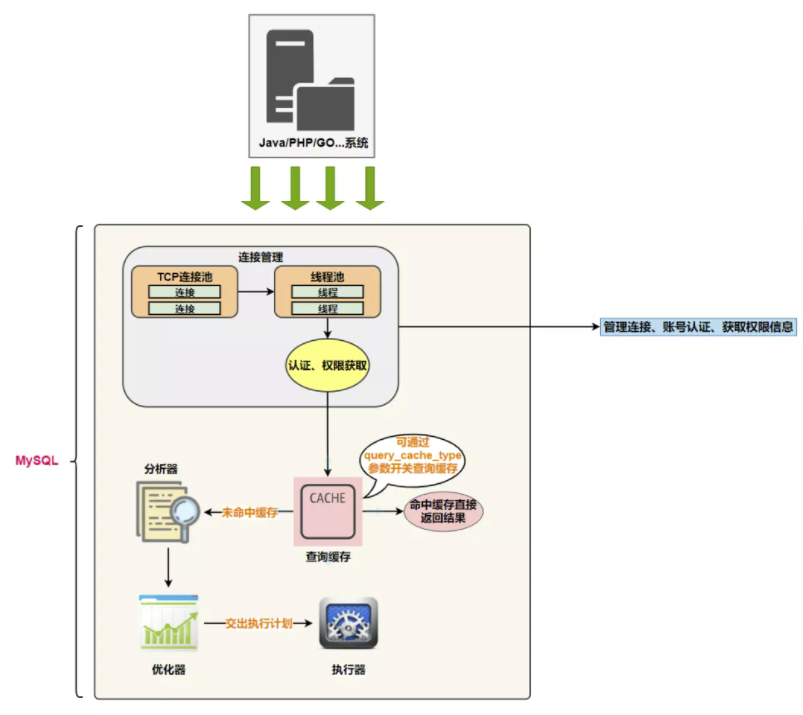 Java/PHP/GO...系统
连接管理
TCP连接池
连接
连接
线程池
线程
线程
认证、权限获取
管理连接、账号认证、获取权限信息
MySQL
可通过
query_cache_type
参数开关查询缓存
分析器
CACHE
未命中缓存
命中缓存直接
返回结果
查询缓存
交出执行计划
优化器
执行器